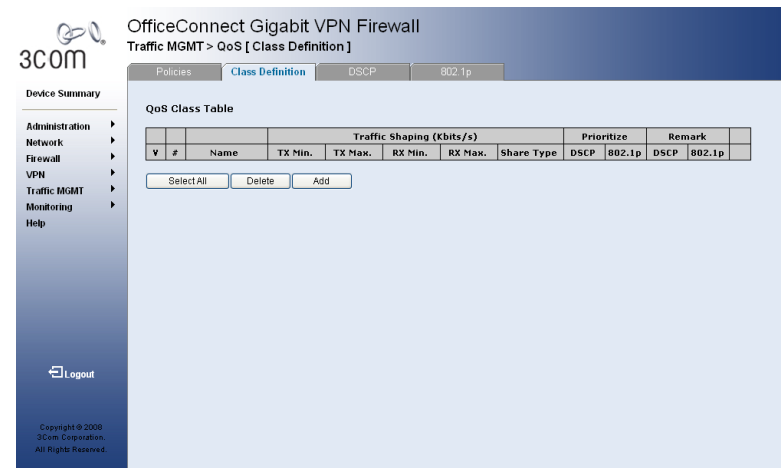 OfficeConnect Gigabit VPN Firewall
Traffic MGMT > QoS [ Class Definition ]
3COM
Policies Class Definition DSCP 802.1p
Device Summary
Administration
Network
Firewall
VPN
Traffic MGMT
Monitoring
Help
Logout
Copyright © 2008
3Com Corporation.
All Rights Reserved.
QoS Class Table
Traffic Shaping (Kbits/s) Prioritize Remark
# Name TX Min. TX Max. RX Min. RX Max. Share Type DSCP 802.1p DSCP 802.1p
Select All Delete Add